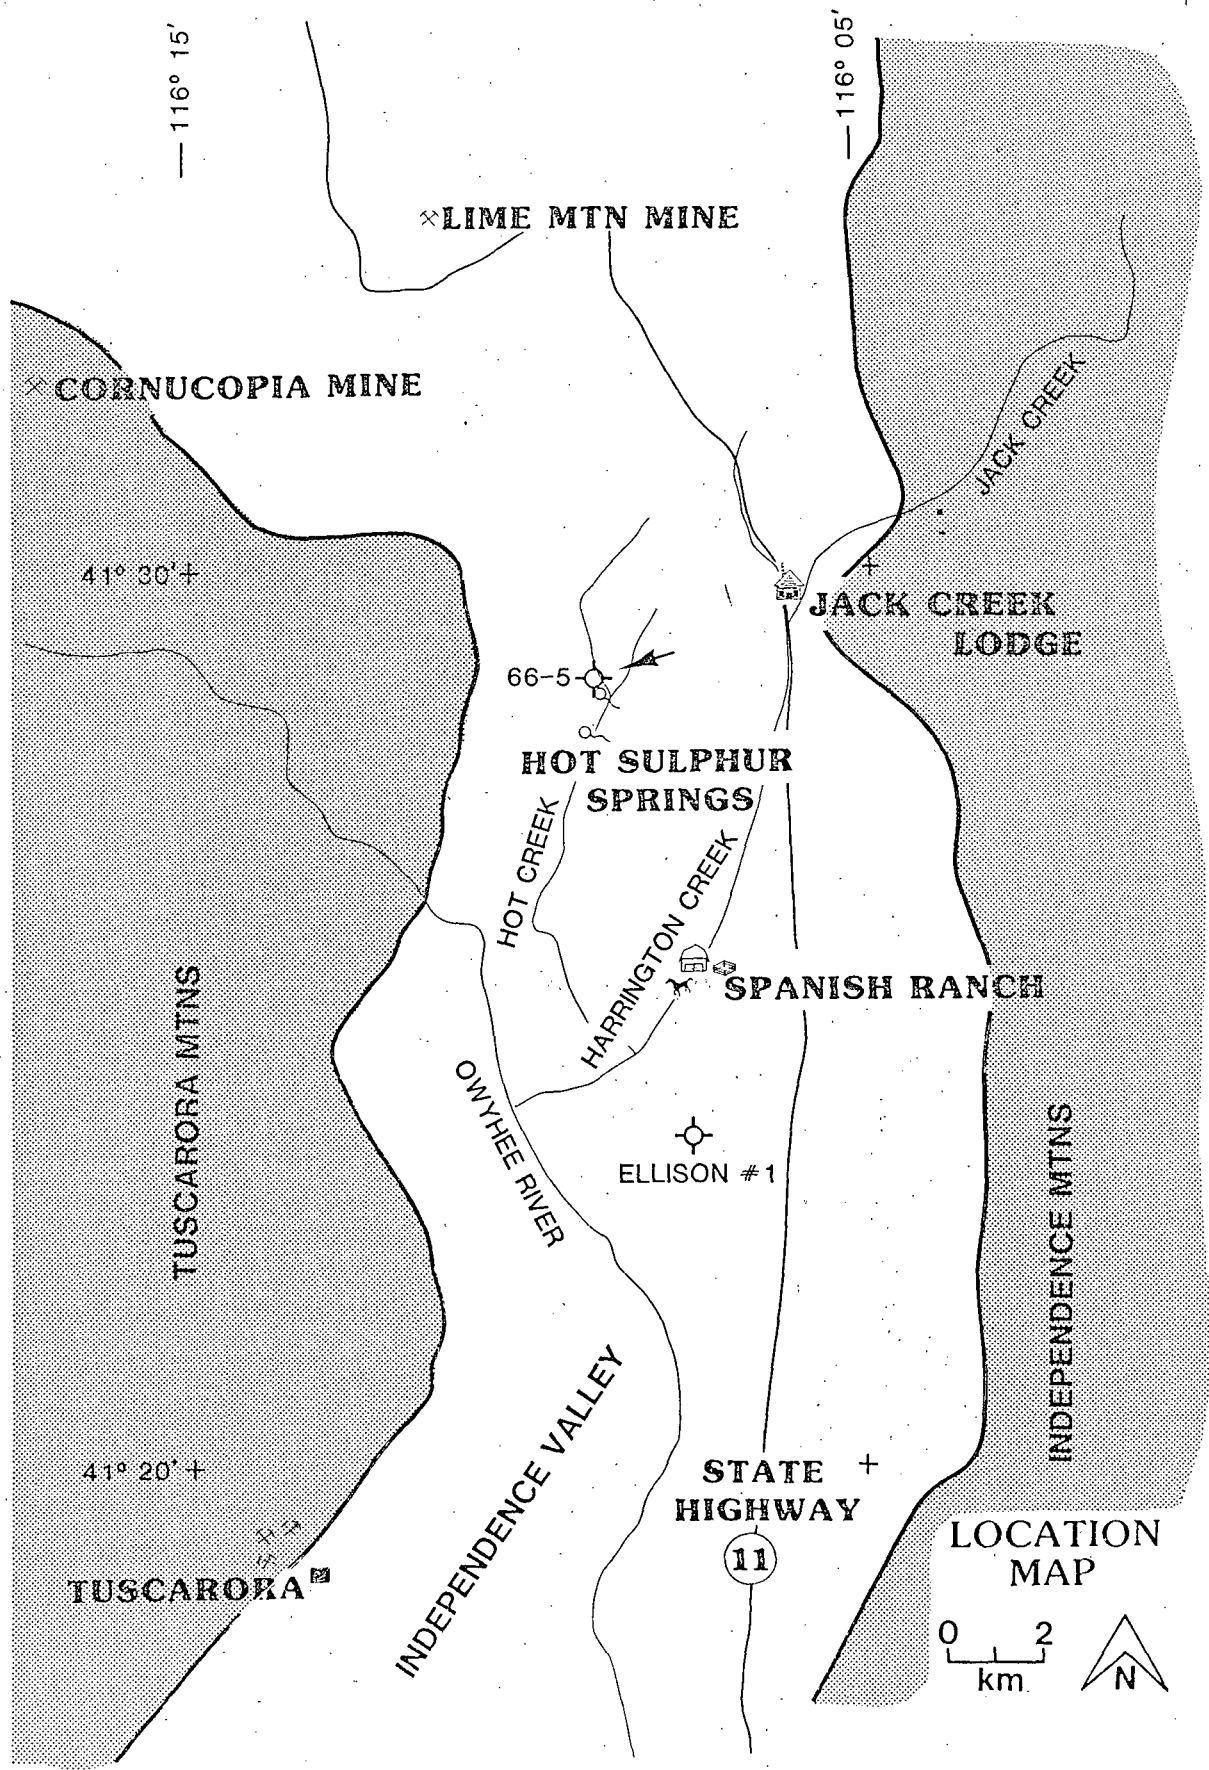 116° 15'
116° 05'
LIME MTN MINE
CORNUCOPIA MINE
JACK CREEK
41° 30'
JACK CREEK
LODGE
66-5
HOT SULPHUR
SPRINGS
HOT CREEK
HARRINGTON CREEK
SPANISH RANCH
TUSCARORA MTNS
OWYHEE RIVER
ELLISON #1
INDEPENDENCE MTNS
INDEPENDENCE VALLEY
41° 20'
STATE
HIGHWAY
11
TUSCARORA
LOCATION
MAP
0 2
km
N